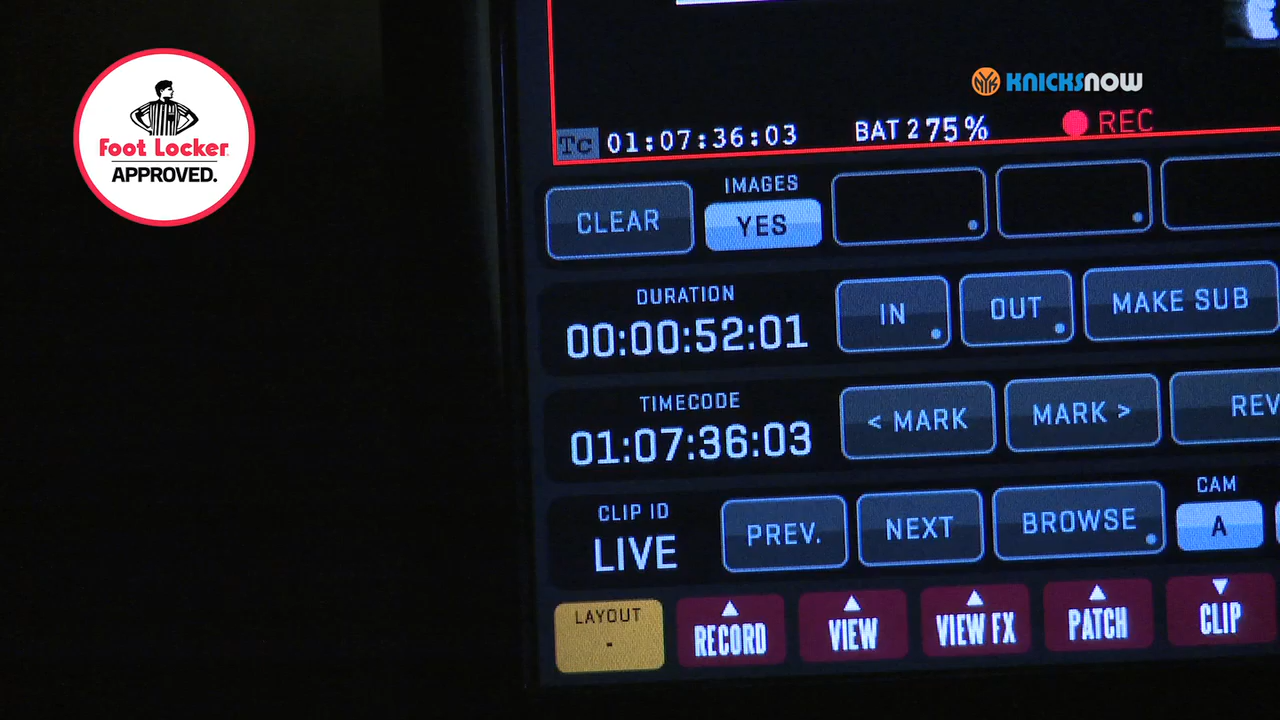 Foot Locker
APPROVED.
NYK KNICKSNOW
Tc 01:07:36:03 BAT 2 75% REC
CLEAR
IMAGES
YES
DURATION
00:00:52:01
IN
OUT
MAKE SUB
TIMECODE
01:07:36:03
< MARK
MARK >
REV
CLIP ID
LIVE
PREV.
NEXT
BROWSE
CAM
A
LAYOUT
-
RECORD
VIEW
VIEW FX
PATCH
CLIP